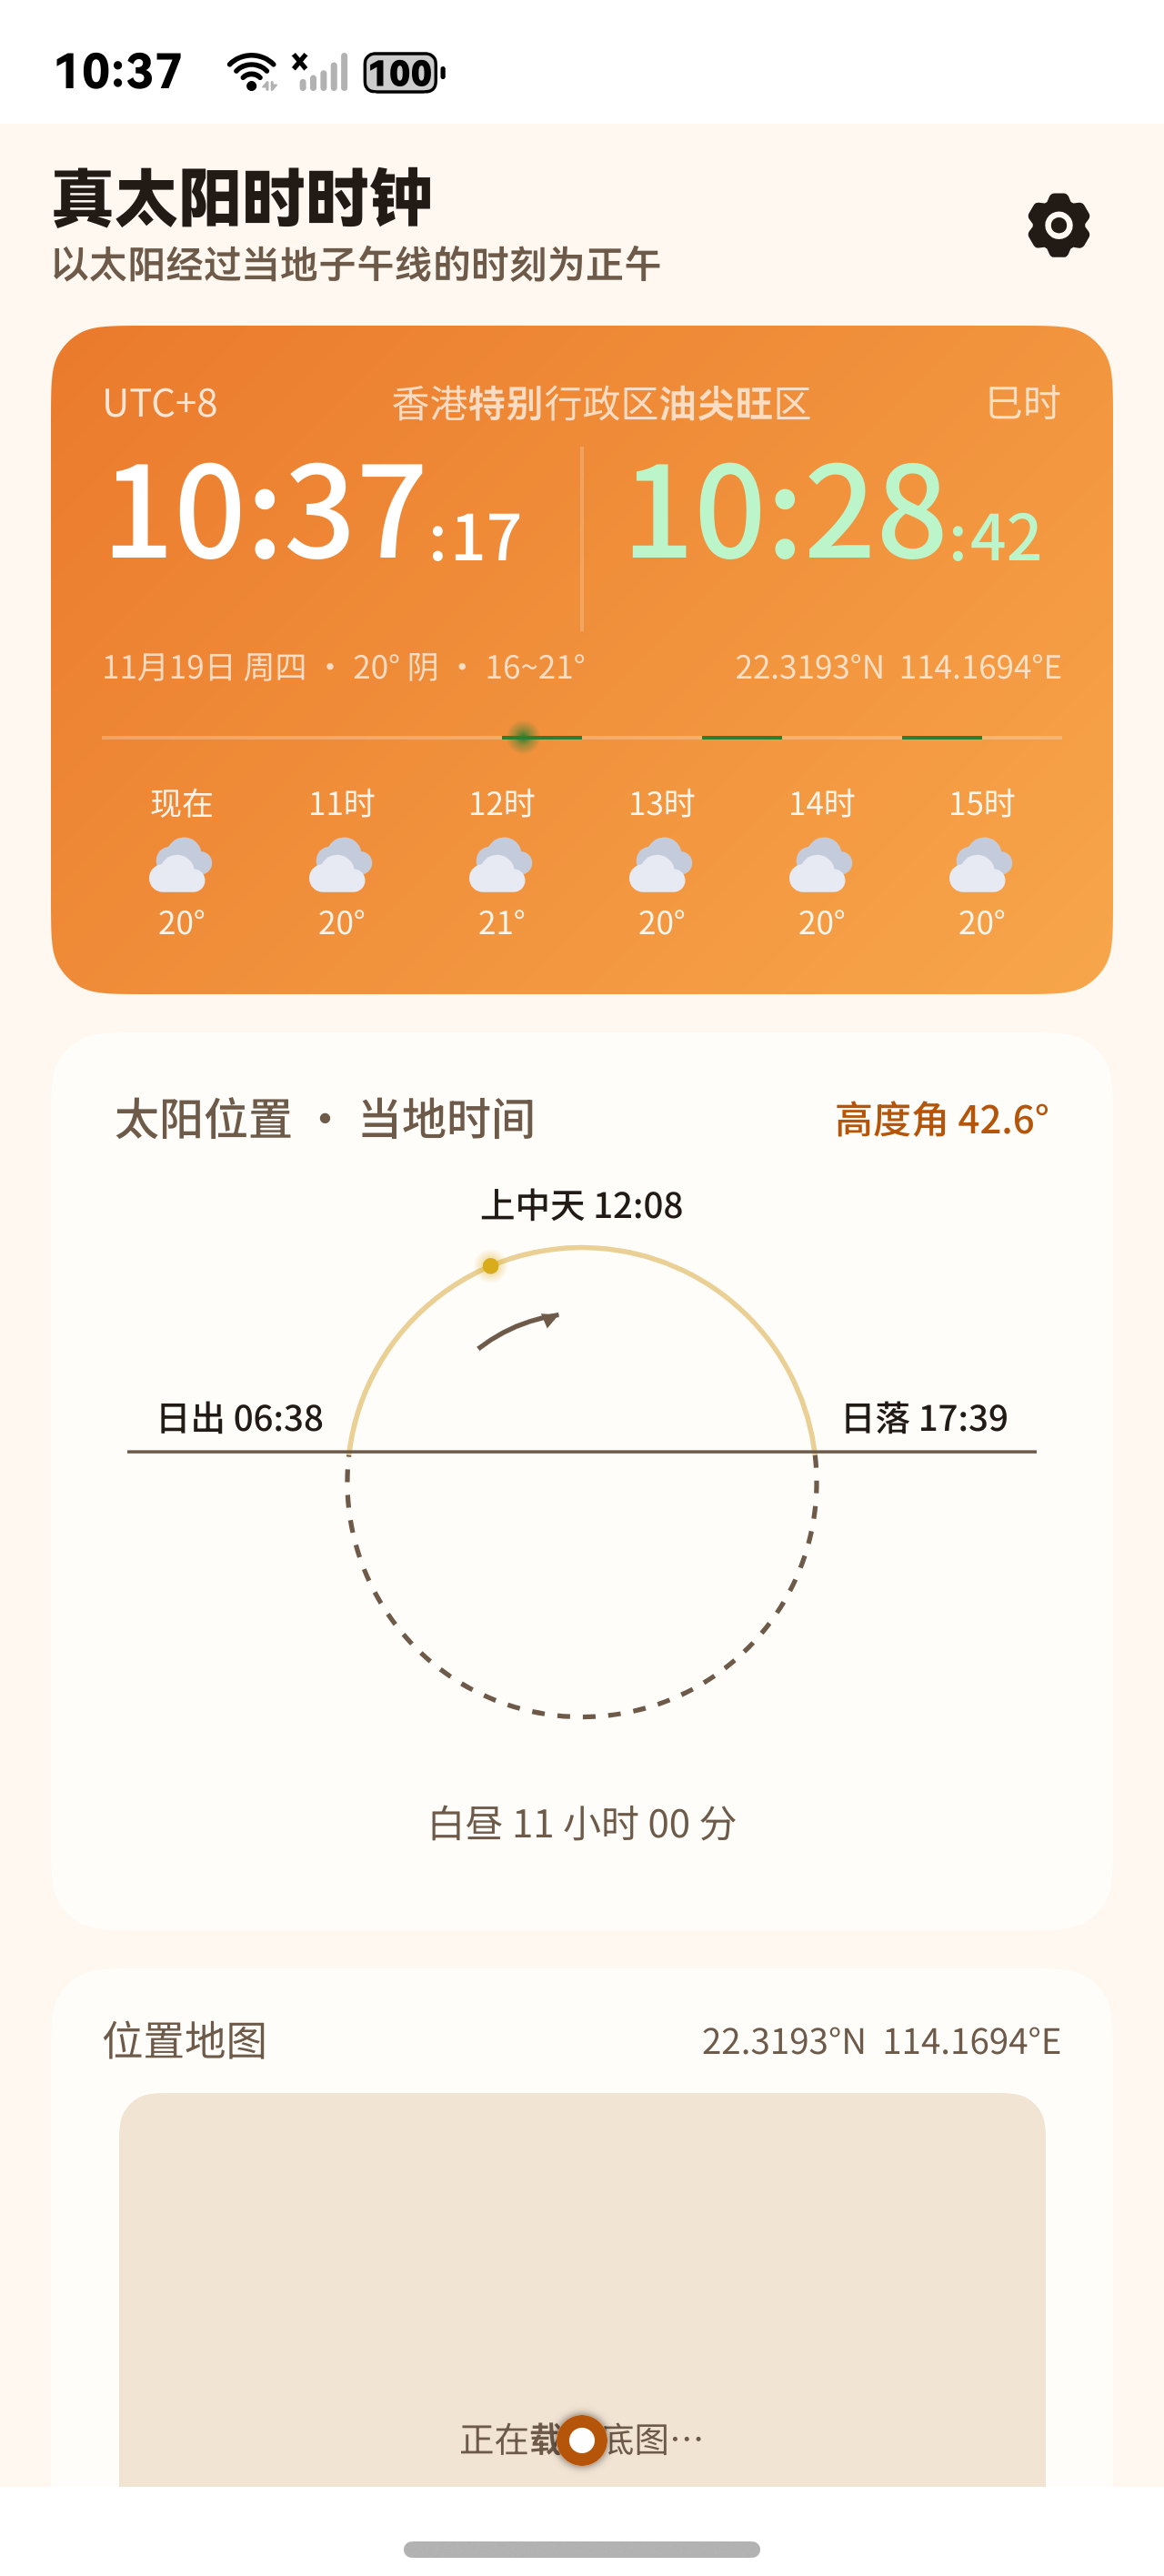 10:37 100
真太阳时时钟
以太阳经过当地子午线的时刻为正午
UTC+8 香港特别行政区油尖旺区 巳时
10:37:17 10:28:42
11月19日 周四 · 20° 阴 · 16~21° 22.3193°N 114.1694°E
现在 11时 12时 13时 14时 15时
20° 20° 21° 20° 20° 20°
太阳位置 · 当地时间 高度角 42.6°
上中天 12:08
日出 06:38 日落 17:39
白昼 11 小时 00 分
位置地图 22.3193°N 114.1694°E
正在载 底图…